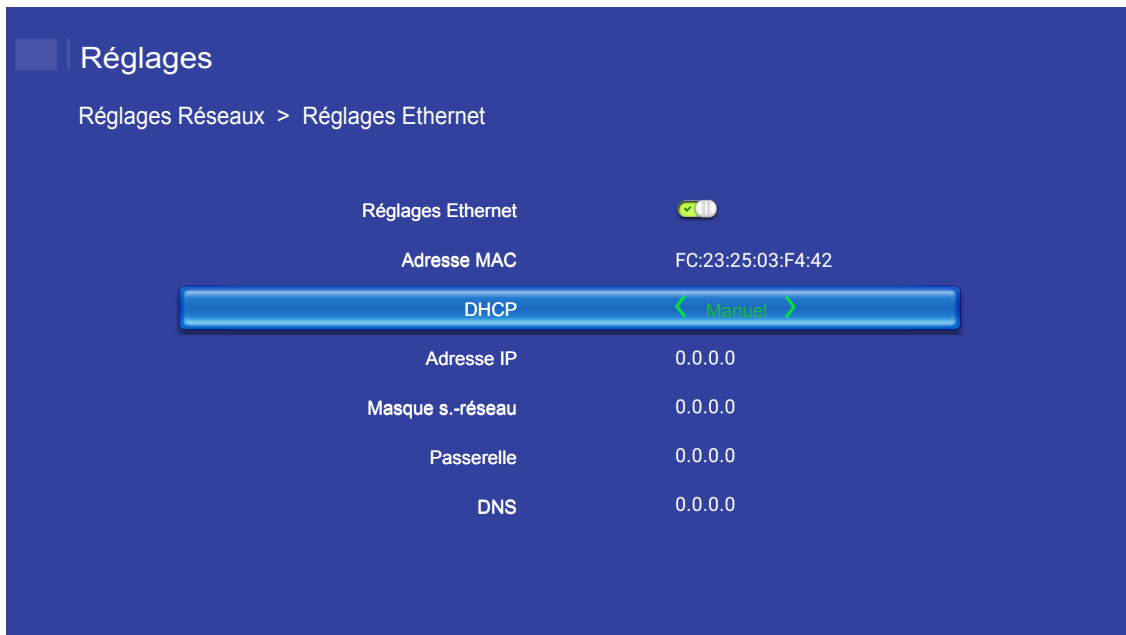 Réglages
Réglages Réseaux > Réglages Ethernet
Réglages Ethernet
Adresse MAC FC:23:25:03:F4:42
DHCP Manuel
Adresse IP 0.0.0.0
Masque s.-réseau 0.0.0.0
Passerelle 0.0.0.0
DNS 0.0.0.0